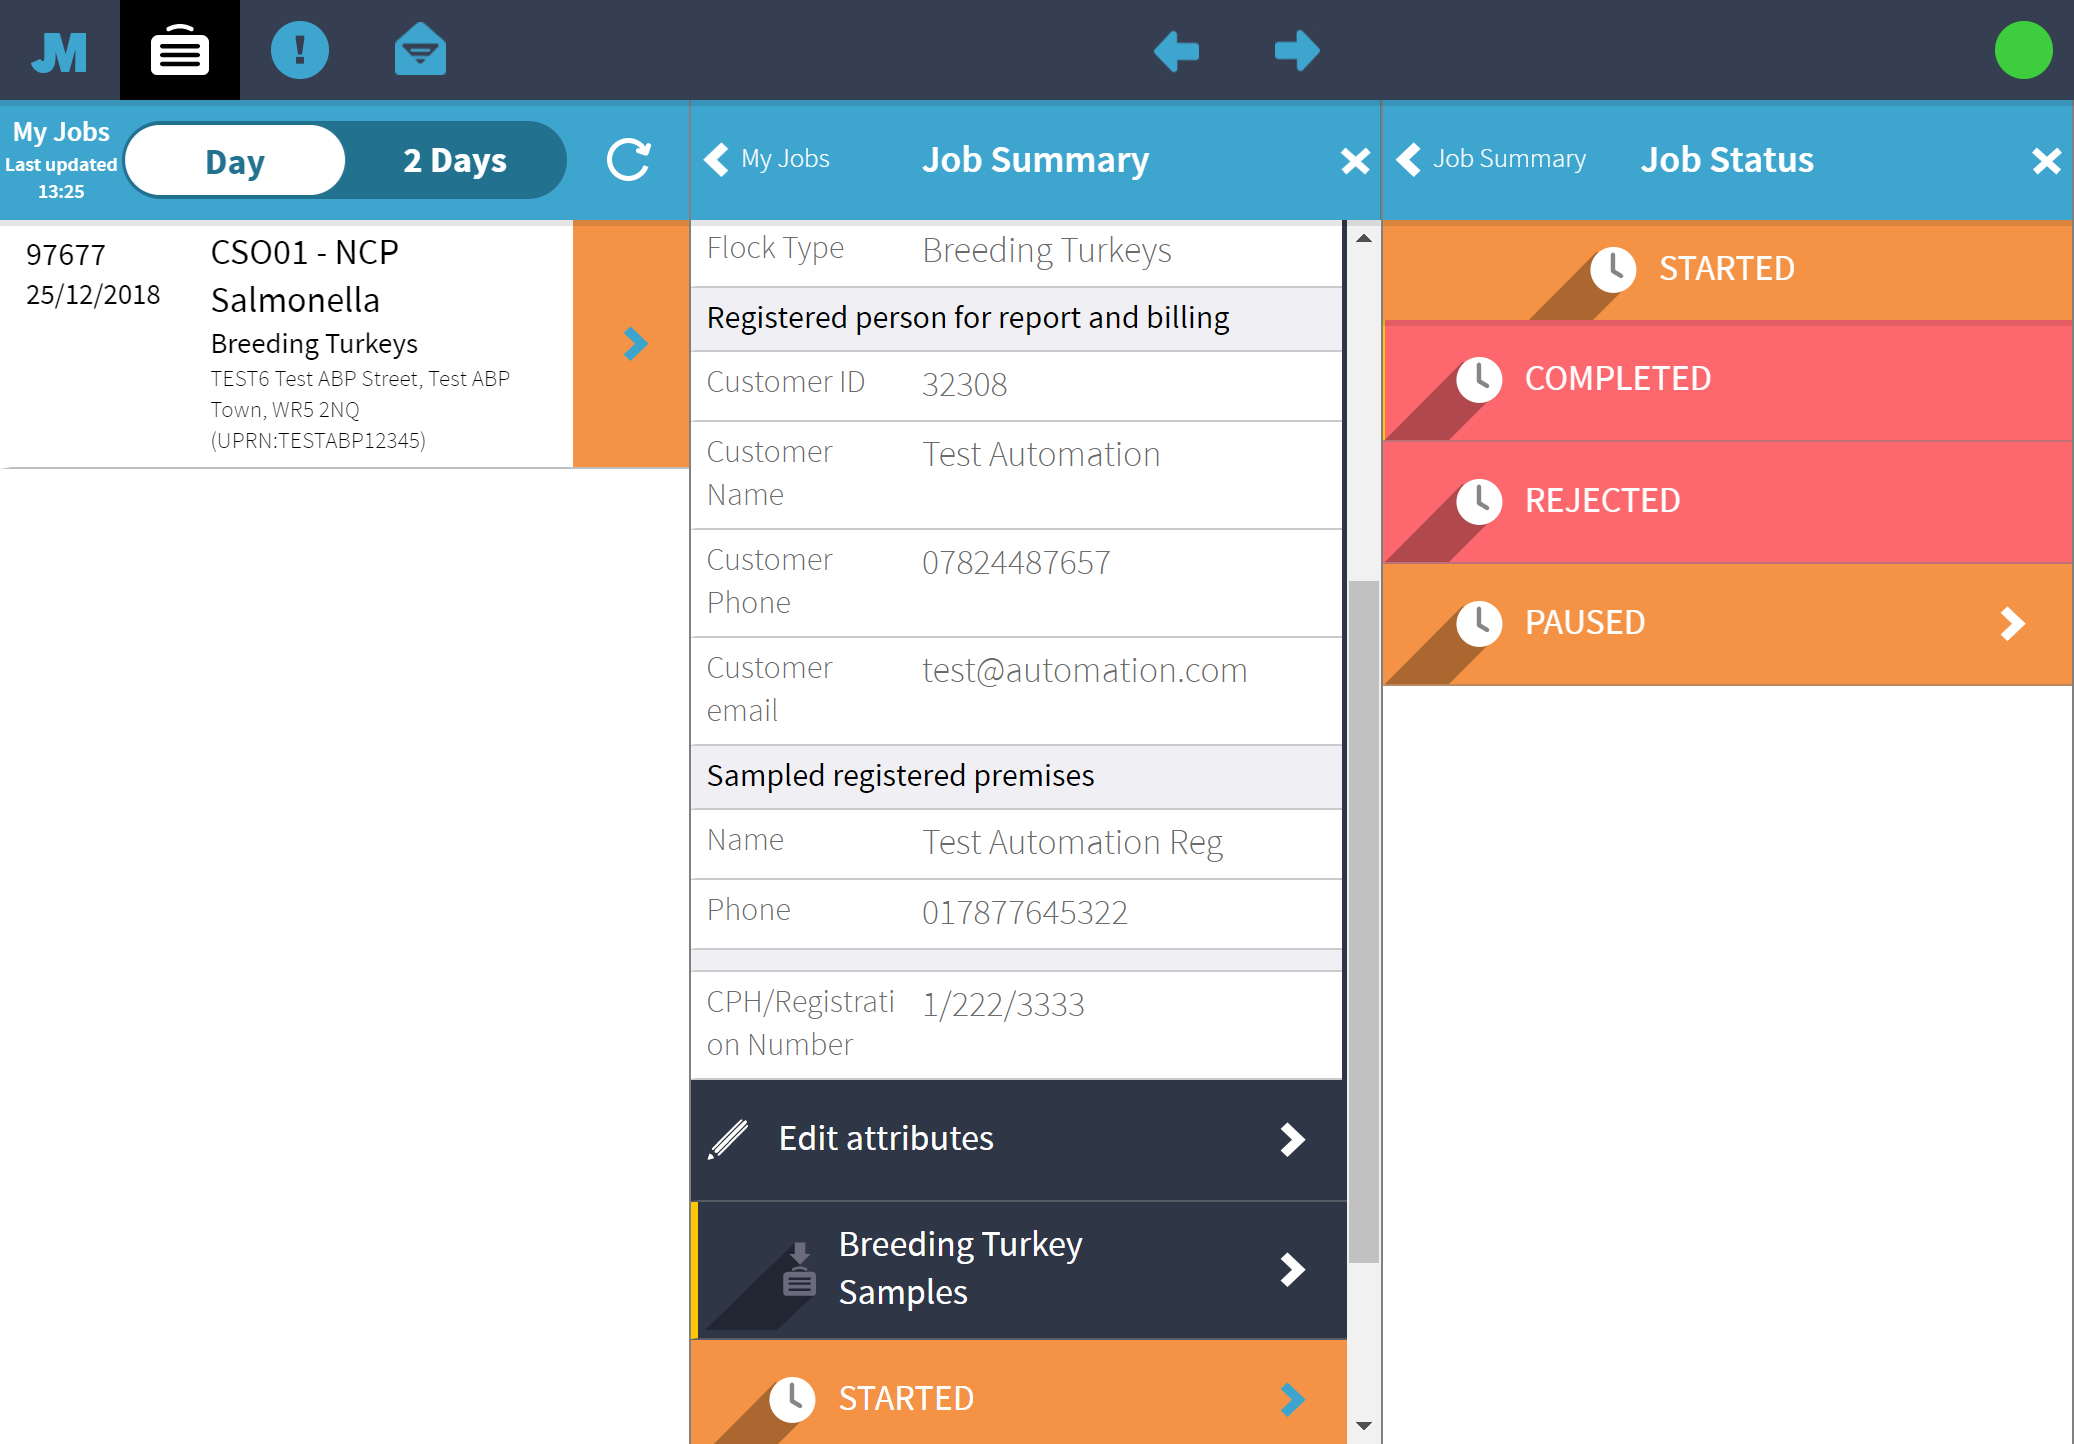 JM
My Jobs
Last updated
13:25
Day
2 Days
97677
25/12/2018
CSO01 - NCP
Salmonella
Breeding Turkeys
TEST6 Test ABP Street, Test ABP
Town, WR5 2NQ
(UPRN:TESTABP12345)
My Jobs
Job Summary
Flock Type
Breeding Turkeys
Registered person for report and billing
Customer ID
32308
Customer
Name
Test Automation
Customer
Phone
07824487657
Customer
email
test@automation.com
Sampled registered premises
Name
Test Automation Reg
Phone
017877645322
CPH/Registrati
on Number
1/222/3333
Edit attributes
Breeding Turkey
Samples
STARTED
Job Summary
Job Status
STARTED
COMPLETED
REJECTED
PAUSED